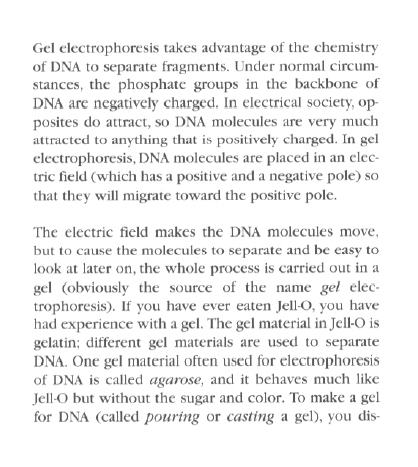 Gel electrophoresis takes advantage of the chemistry
of DNA to separate fragments. Under normal circum-
stances, the phosphate groups in the backbone of
DNA are negatively charged. In electrical society, op-
posites do attract, so DNA molecules are very much
attracted to anything that is positively charged. In gel
electrophoresis, DNA molecules are placed in an elec-
tric field (which has a positive and a negative pole) so
that they will migrate toward the positive pole.

The electric field makes the DNA molecules move,
but to cause the molecules to separate and be easy to
look at later on, the whole process is carried out in a
gel (obviously the source of the name gel elec-
trophoresis). If you have ever eaten Jell-O, you have
had experience with a gel. The gel material in Jell-O is
gelatin; different gel materials are used to separate
DNA. One gel material often used for electrophoresis
of DNA is called agarose, and it behaves much like
Jell-O but without the sugar and color. To make a gel
for DNA (called pouring or casting a gel), you dis-